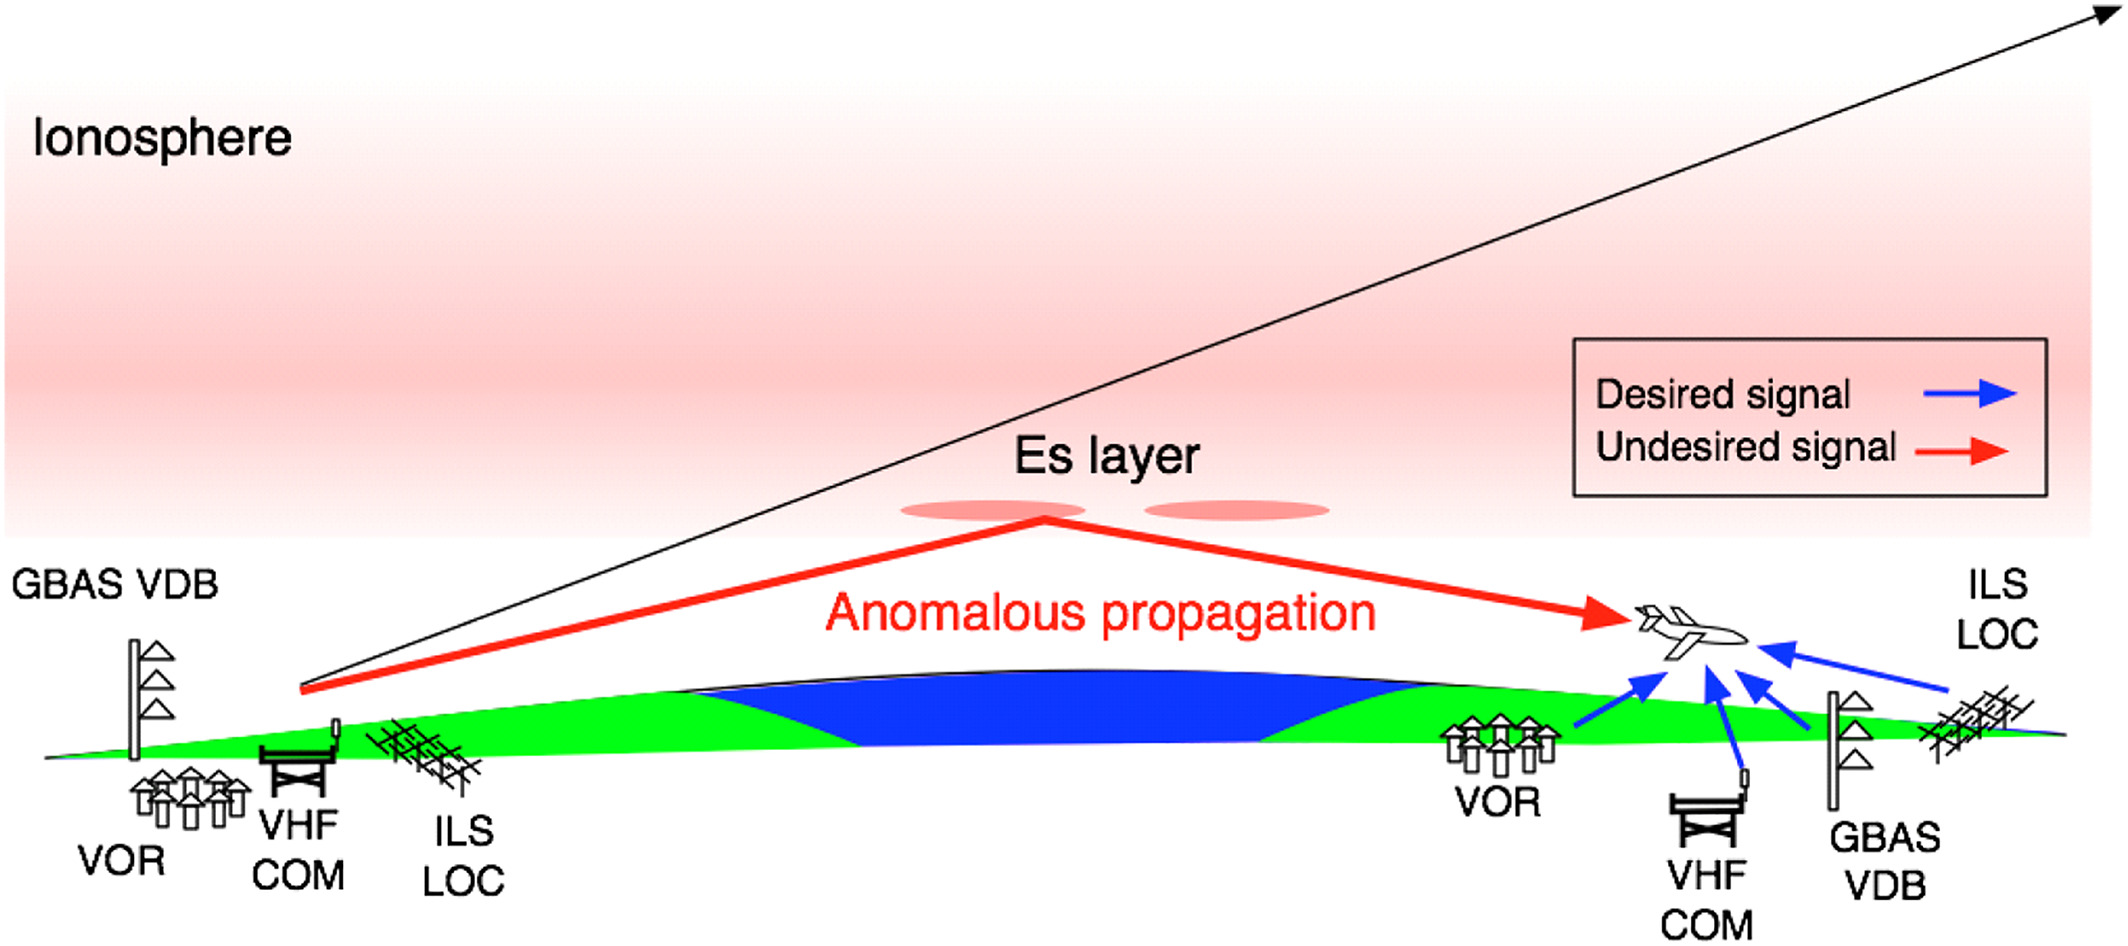 Ionosphere
Desired signal
Undesired signal
Es layer
Anomalous propagation
GBAS VDB
VOR
VHF
COM
ILS
LOC
ILS
LOC
VOR
VHF
COM
GBAS
VDB